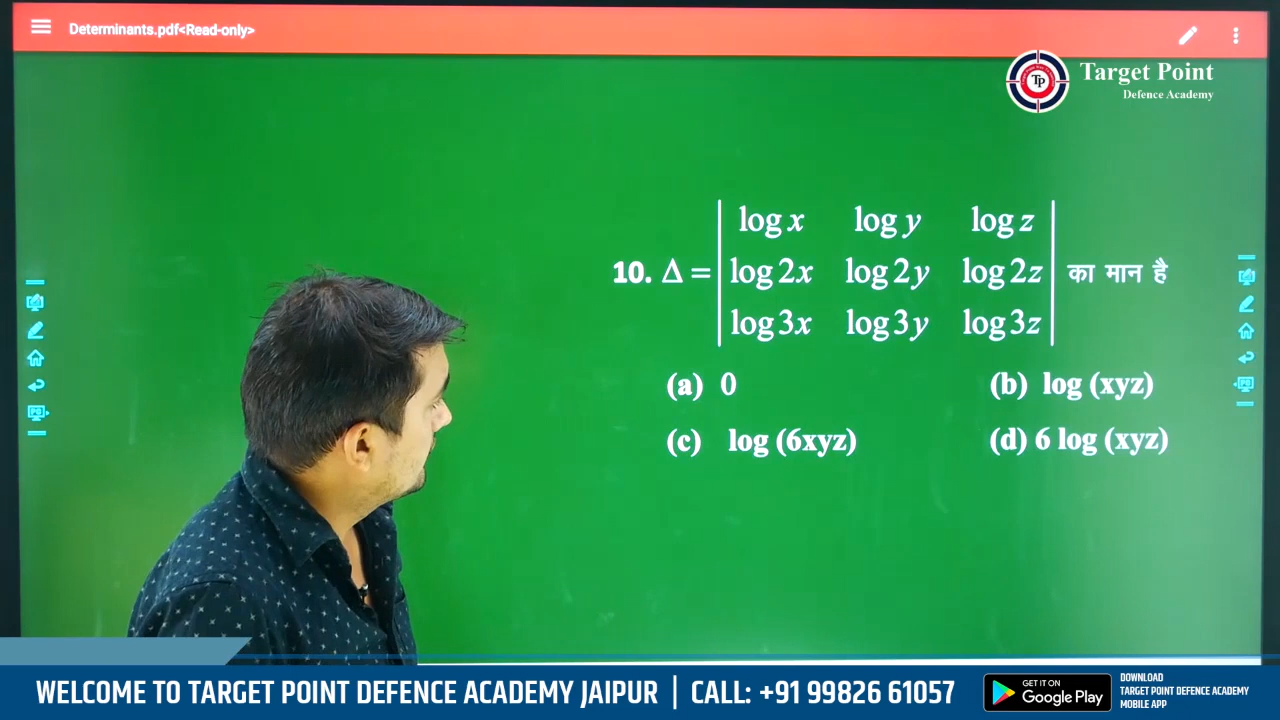 Determinants.pdf<Read-only>
TP
Target Point
Defence Academy
10. Δ = | log x log y log z |
| log 2x log 2y log 2z | का मान है
| log 3x log 3y log 3z |
(a) 0 (b) log (xyz)
(c) log (6xyz) (d) 6 log (xyz)
WELCOME TO TARGET POINT DEFENCE ACADEMY JAIPUR | CALL: +91 99826 61057
GET IT ON
Google Play
DOWNLOAD
TARGET POINT DEFENCE ACADEMY
MOBILE APP